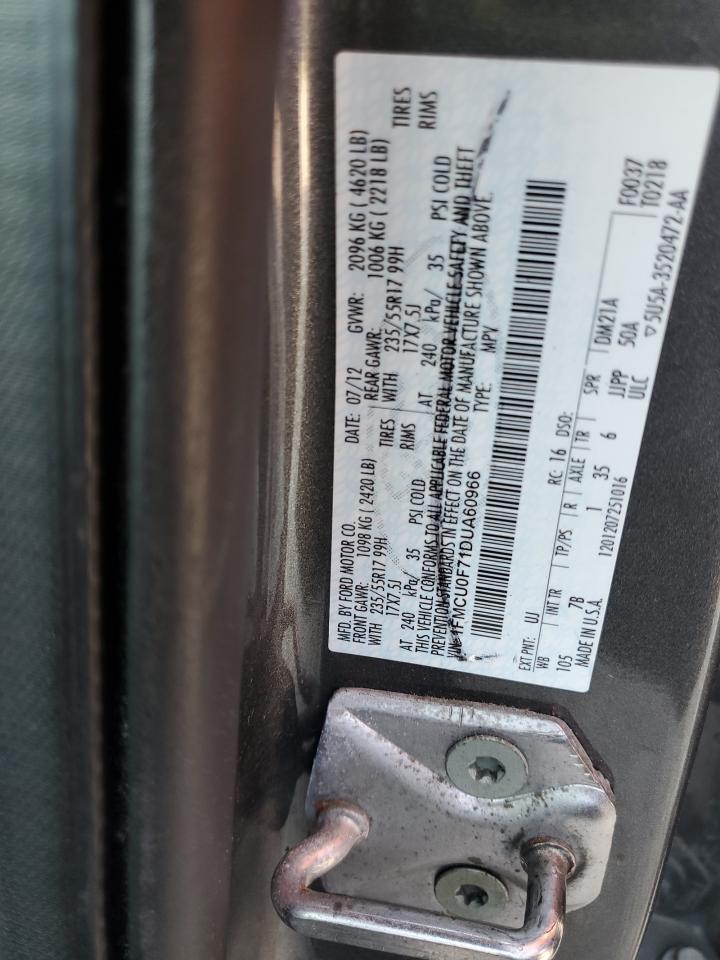 MFD. BY FORD MOTOR CO.
DATE: 07/12 GVWR: 2096 KG ( 4620 LB)
FRONT GAWR: 1098 KG ( 2420 LB) REAR GAWR: 1006 KG ( 2218 LB)
WITH 235/55R17 99H TIRES WITH 235/55R17 99H TIRES
17X7.5J RIMS 17X7.5J RIMS
AT 240 kPa/ 35 PSI COLD AT 240 kPa/ 35 PSI COLD
THIS VEHICLE CONFORMS TO ALL APPLICABLE FEDERAL MOTOR VEHICLE SAFETY AND THEFT
PREVENTION STANDARDS IN EFFECT ON THE DATE OF MANUFACTURE SHOWN ABOVE.
VIN: 1FMCU0F71DUA60966 TYPE: MPV
EXT PNT: UJ RC: 16 DSO: F0037
WB INT TR TP/PS R AXLE TR SPR DM21A T0218
105 7B 1 35 6 JJPP 50A
MADE IN U.S.A. 1201207251016 ULC ▽5U5A-3520472-AA